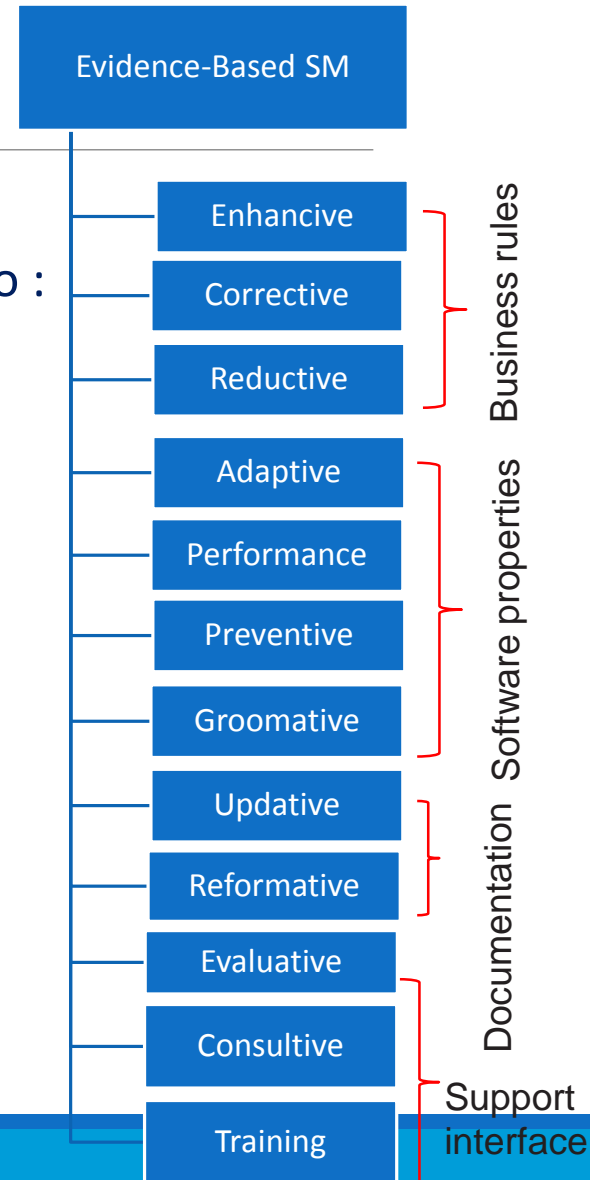 Evidence-Based SM
o :
Enhancive
Corrective
Reductive
Business rules
Adaptive
Performance
Preventive
Groomative
Software properties
Updative
Reformative
Documentation
Evaluative
Consultive
Training
Support
interface